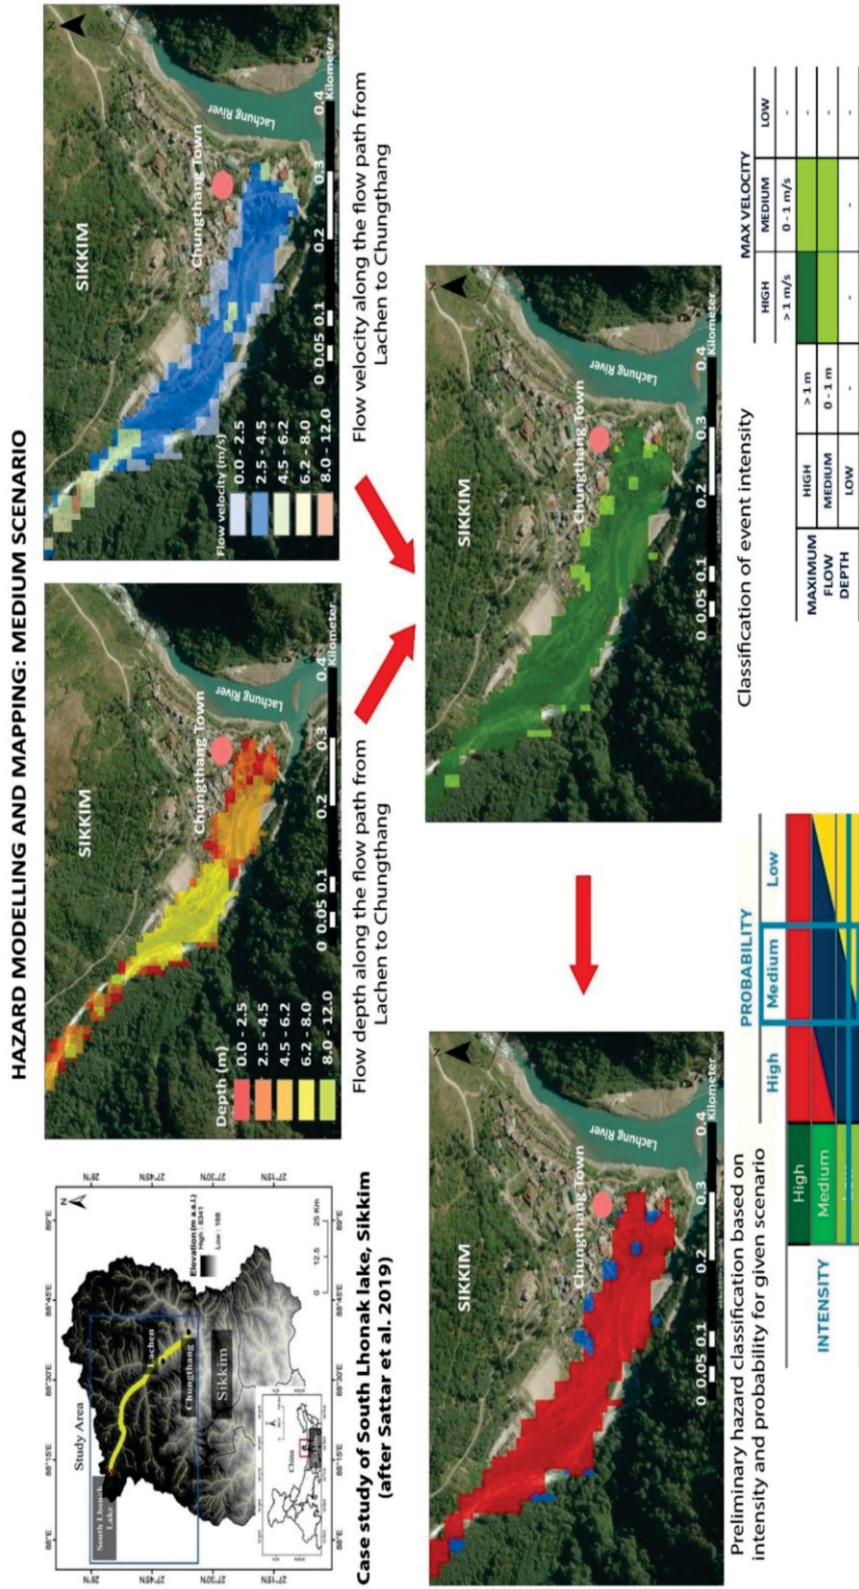 HAZARD MODELLING AND MAPPING: MEDIUM SCENARIO
88°E 88°15'E 88°30'E 88°45'E 89°E
28°N
27°45'N
27°30'N
27°15'N
Study Area
South Lhonak
Lake
Lachen
Chungthang
Sikkim
China
N
Elevation(m a.s.l.)
High : 8341
Low : 188
0 12.5 25 Km
88°E 88°15'E 88°30'E 88°45'E 89°E
Case study of South Lhonak lake, Sikkim
(after Sattar et al. 2019)
SIKKIM
Chungthang Town
Lachung River
Depth (m)
0.0 - 2.5
2.5 - 4.5
4.5 - 6.2
6.2 - 8.0
8.0 - 12.0
0 0.05 0.1 0.2 0.3 0.4
Kilometer
Flow depth along the flow path from
Lachen to Chungthang
N
SIKKIM
Chungthang Town
Lachung River
Flow velocity (m/s)
0.0 - 2.5
2.5 - 4.5
4.5 - 6.2
6.2 - 8.0
8.0 - 12.0
0 0.05 0.1 0.2 0.3 0.4
Kilometer
Flow velocity along the flow path from
Lachen to Chungthang
N
SIKKIM
Chungthang Town
Lachung River
0 0.05 0.1 0.2 0.3 0.4
Kilometer
Preliminary hazard classification based on
intensity and probability for given scenario
PROBABILITY
High Medium Low
INTENSITY
High
Medium
N
SIKKIM
Chungthang Town
Lachung River
0 0.05 0.1 0.2 0.3 0.4
Kilometer
Classification of event intensity
MAX VELOCITY
HIGH MEDIUM LOW
> 1 m/s 0 - 1 m/s -
MAXIMUM
FLOW
DEPTH
HIGH > 1 m -
MEDIUM 0 - 1 m -
LOW - - - -